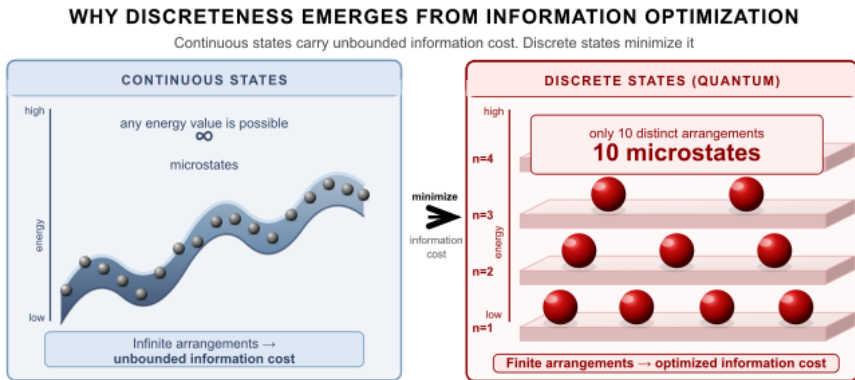 WHY DISCRETENESS EMERGES FROM INFORMATION OPTIMIZATION
Continuous states carry unbounded information cost. Discrete states minimize it
CONTINUOUS STATES
high
any energy value is possible
∞
microstates
energy
low
Infinite arrangements →
unbounded information cost
minimize
information
cost
DISCRETE STATES (QUANTUM)
high
only 10 distinct arrangements
10 microstates
n=4
n=3
energy
n=2
low
n=1
Finite arrangements → optimized information cost